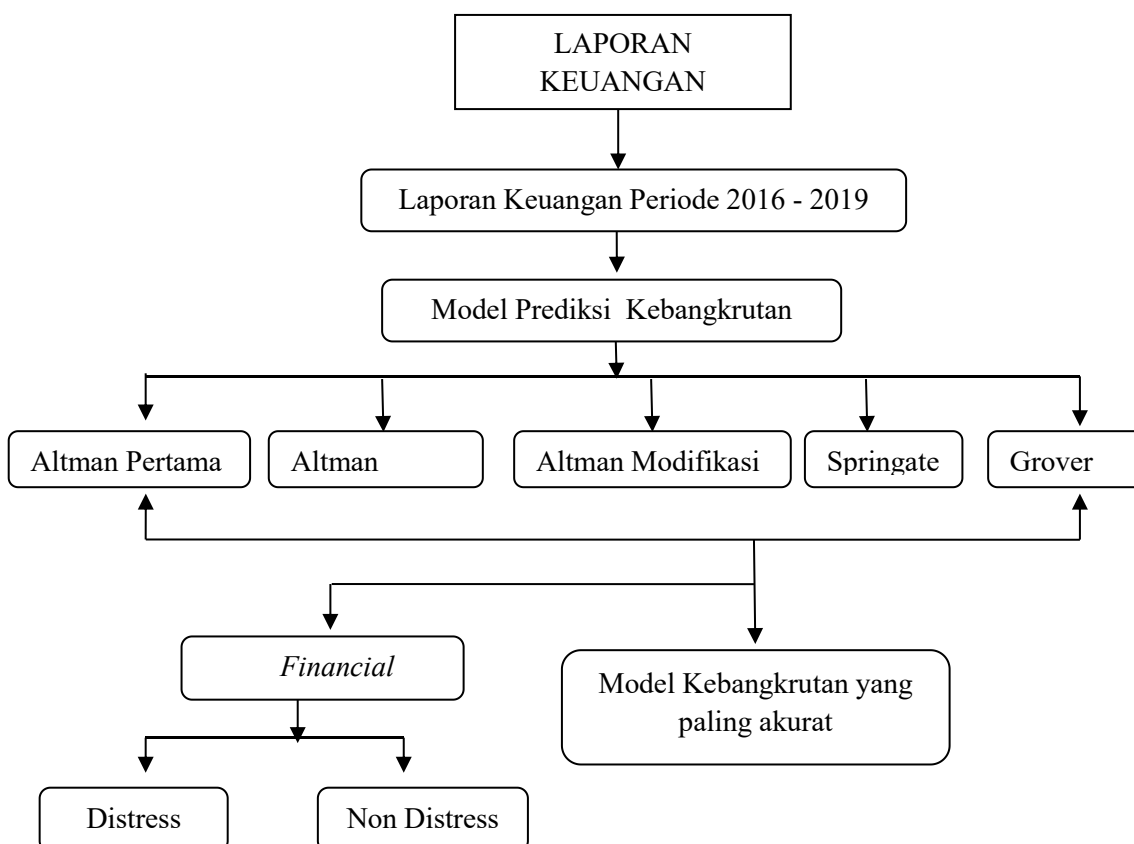 LAPORAN
KEUANGAN
Laporan Keuangan Periode 2016 - 2019
Model Prediksi Kebangkrutan
Altman Pertama
Altman
Altman Modifikasi
Springate
Grover
Financial
Model Kebangkrutan yang
paling akurat
Distress
Non Distress